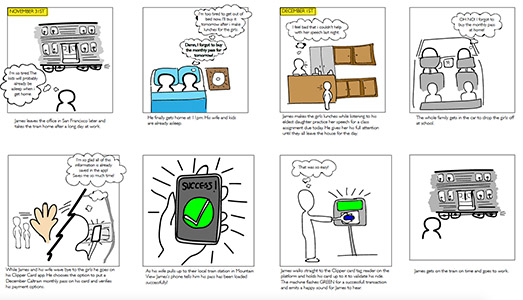 NOVEMBER 31ST
I'm so tired. The kids will probably already be asleep when I get home.
James leaves the office in San Francisco later and
takes the train home after a long day at work.
I'm too tired to get out of
bed now. I'll buy it
tomorrow after I make
lunches for the girls.
Damn, I forgot to buy
the monthly pass for
tomorrow
He finally gets home at 11pm. His wife and kids
are already asleep.
DECEMBER 1ST
I feel bad that I couldn't help
with her speech last night.
James makes the girls lunches while listening to his
eldest daughter practice her speech for a class
assignment due today. He gives her his full attention
until they all leave the house for the day.
OH NO! I forgot to
buy the monthly pass
at home!
The whole family gets in the car to drop the girls off
at school.
I'm so glad all of the
information is already
saved in the app!
Saves me so much time!
While James and his wife wave bye to the girls he goes on
his Clipper Card app. He chooses the option to put a
December Caltrain monthly pass on his card and verifies
his payment options.
SUCCESS!
As his wife pulls up to their local train station in Mountain
View James's phone tells him his pass has been loaded
successfully!
That was so easy!
James walks straight to the Clipper card tag reader on the
platform and holds his card up to it to validate his ride.
The machine flashes GREEN for a successful transaction
and emits a happy sound for James to hear.
James gets on the train on time and goes to work.